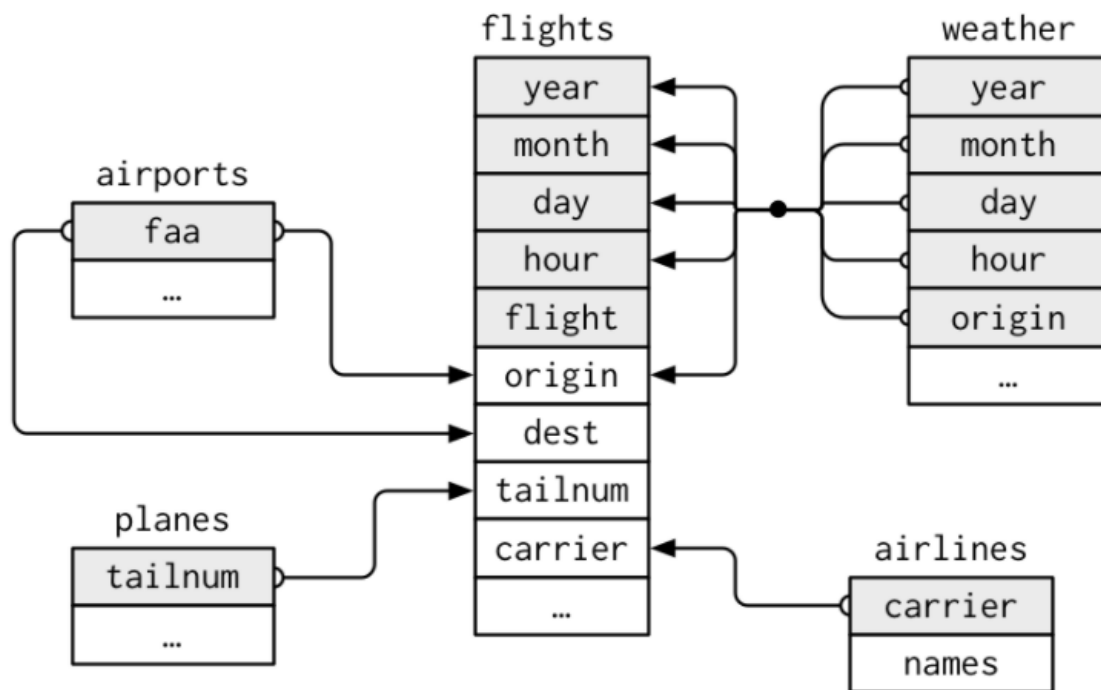 flights
year
month
day
hour
flight
origin
dest
tailnum
carrier
…
weather
year
month
day
hour
origin
…
airports
faa
…
planes
tailnum
…
airlines
carrier
names